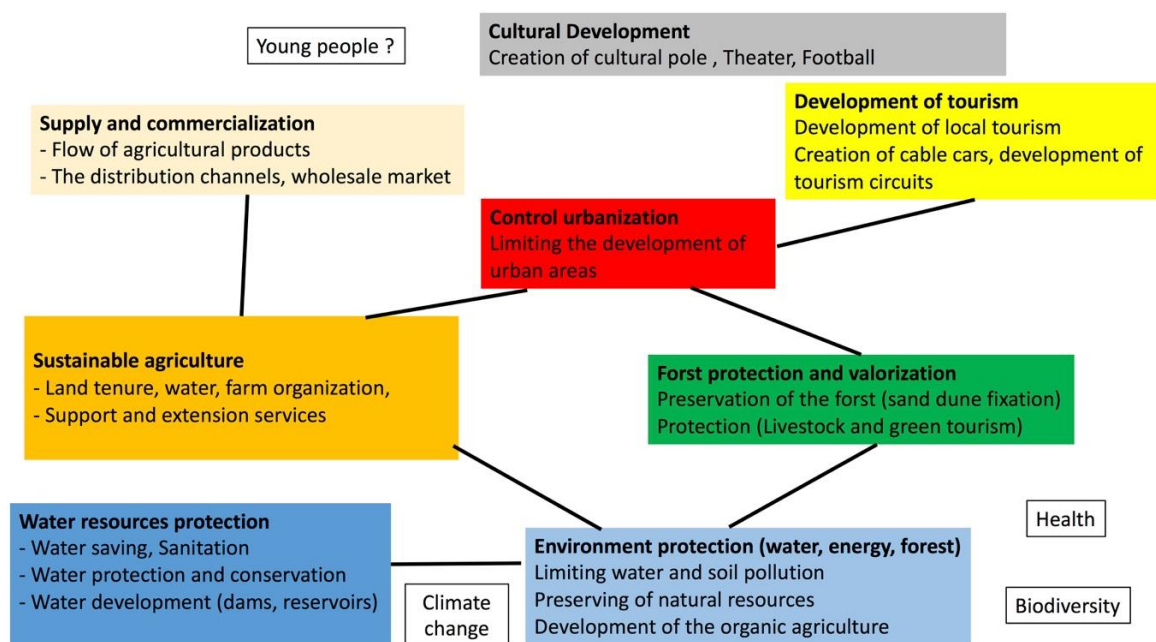 Young people ?
Cultural Development
Creation of cultural pole , Theater, Football
Supply and commercialization
- Flow of agricultural products
- The distribution channels, wholesale market
Development of tourism
Development of local tourism
Creation of cable cars, development of
tourism circuits
Control urbanization
Limiting the development of
urban areas
Sustainable agriculture
- Land tenure, water, farm organization,
- Support and extension services
Forst protection and valorization
Preservation of the forst (sand dune fixation)
Protection (Livestock and green tourism)
Water resources protection
- Water saving, Sanitation
- Water protection and conservation
- Water development (dams, reservoirs)
Climate
change
Environment protection (water, energy, forest)
Limiting water and soil pollution
Preserving of natural resources
Development of the organic agriculture
Health
Biodiversity